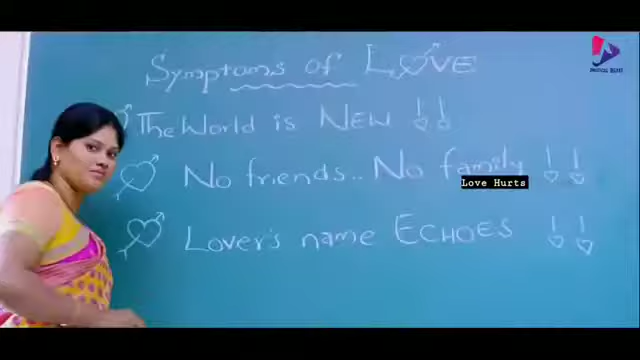 Symptoms of LOVE
The World is NEW !!
No friends.. No family !!
Love Hurts
Lover's name ECHOES !!